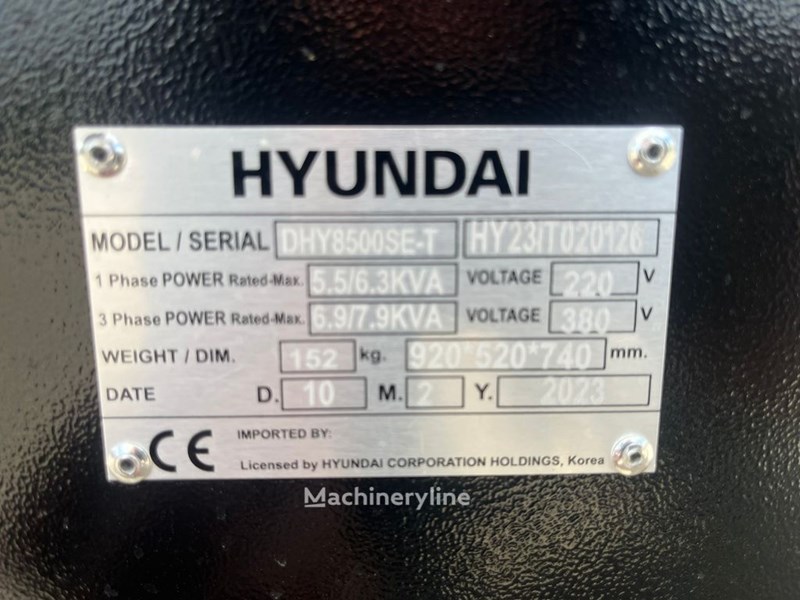 HYUNDAI
MODEL / SERIAL DHY8500SE-T HY23/T020126
1 Phase POWER Rated-Max. 5.5/6.3KVA VOLTAGE 220 V
3 Phase POWER Rated-Max. 6.9/7.9KVA VOLTAGE 380 V
WEIGHT / DIM. 152 kg. 920*520*740 mm.
DATE D. 10 M. 2 Y. 2023
CE IMPORTED BY:
Licensed by HYUNDAI CORPORATION HOLDINGS, Korea
Machineryline